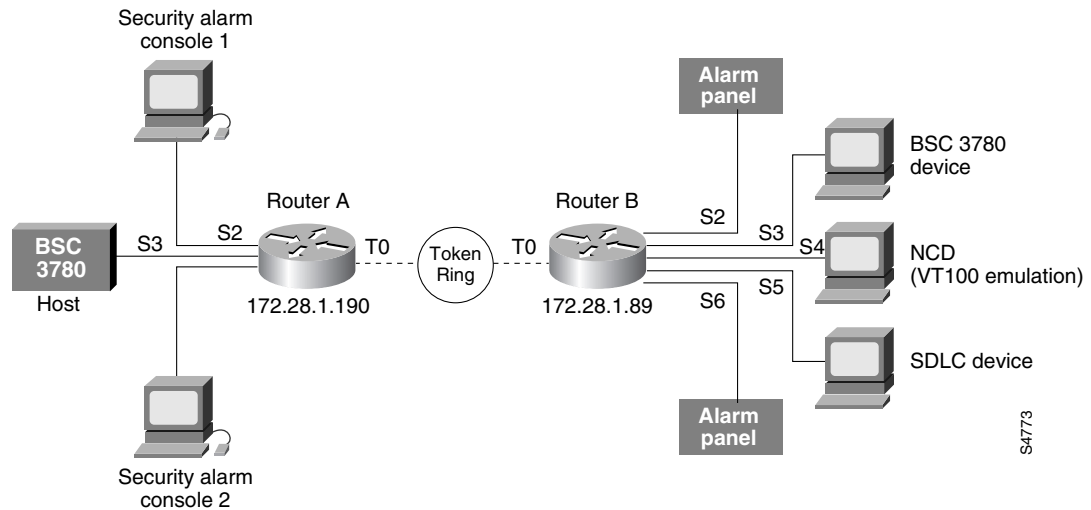 Security alarm
console 1
Alarm
panel
BSC 3780
device
Router A
Router B
S2
S3
S2
S3
S4
BSC
3780
T0
Token
Ring
T0
NCD
(VT100 emulation)
Host
172.28.1.190
172.28.1.89
S6
S5
SDLC device
Alarm
panel
Security alarm
console 2
S4773